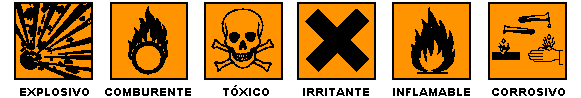 EXPLOSIVO COMBURENTE TÓXICO IRRITANTE INFLAMABLE CORROSIVO